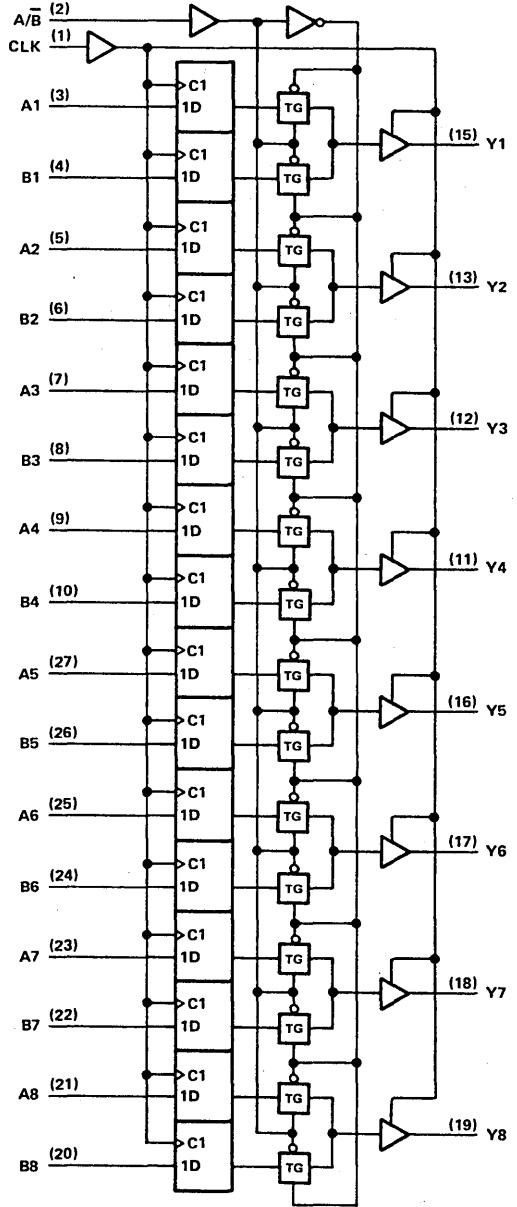 A/B̅ (2)
CLK (1)
C1
A1 (3) 1D TG
(15) Y1
C1
B1 (4) 1D TG
C1
A2 (5) 1D TG
(13) Y2
C1
B2 (6) 1D TG
C1
A3 (7) 1D TG
(12) Y3
C1
B3 (8) 1D TG
C1
A4 (9) 1D TG
(11) Y4
C1
B4 (10) 1D TG
C1
A5 (27) 1D TG
(16) Y5
C1
B5 (26) 1D TG
C1
A6 (25) 1D TG
(17) Y6
C1
B6 (24) 1D TG
C1
A7 (23) 1D TG
(18) Y7
C1
B7 (22) 1D TG
C1
A8 (21) 1D TG
(19) Y8
C1
B8 (20) 1D TG